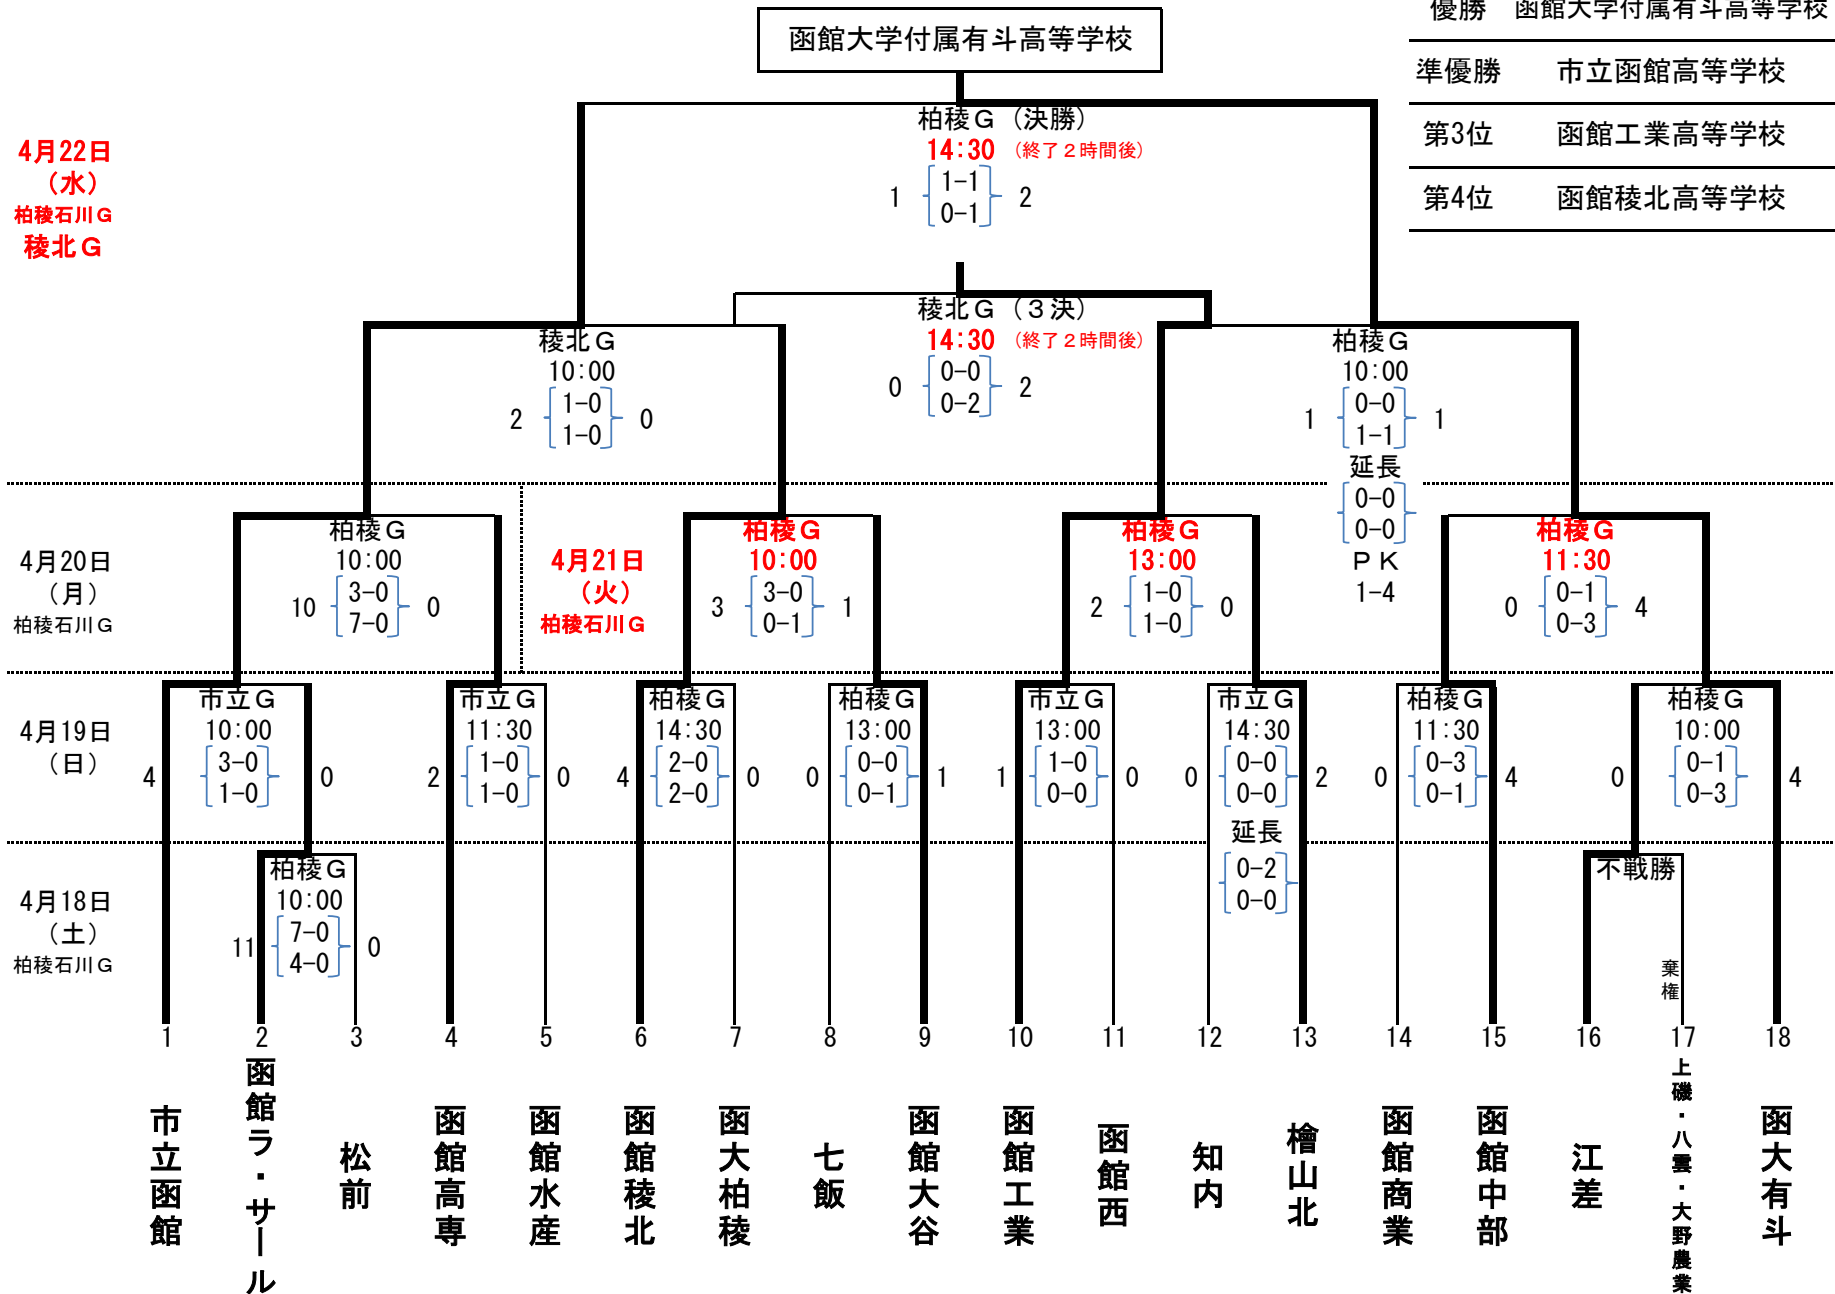 函館大学付属有斗高等学校
優勝 函館大学付属有斗高等学校
準優勝 市立函館高等学校
第3位 函館工業高等学校
第4位 函館稜北高等学校
4月22日
（水）
柏稜石川G
稜北G
柏稜G（決勝）
14:30 （終了２時間後）
1 1-1 2
0-1
稜北G（３決）
14:30 （終了２時間後）
0 0-0 2
0-2
稜北G
10:00
2 1-0 0
1-0
柏稜G
10:00
1 0-0 1
1-1
延長
0-0
0-0
ＰＫ
1-4
4月20日
（月）
柏稜石川G
柏稜G
10:00
10 3-0 0
7-0
4月21日
（火）
柏稜石川G
柏稜G
10:00
3 3-0 1
0-1
柏稜G
13:00
2 1-0 0
1-0
柏稜G
11:30
0 0-1 4
0-3
4月19日
（日）
市立G
10:00
4 3-0 0
1-0
市立G
11:30
2 1-0 0
1-0
柏稜G
14:30
4 2-0 0
2-0
柏稜G
13:00
0 0-0 1
0-1
市立G
13:00
1 1-0 0
0-0
市立G
14:30
0 0-0 2
0-0
延長
0-2
0-0
柏稜G
11:30
0 0-3 4
0-1
柏稜G
10:00
0 0-1 4
0-3
4月18日
（土）
柏稜石川G
柏稜G
10:00
11 7-0 0
4-0
不戦勝
棄権
1 2 3 4 5 6 7 8 9 10 11 12 13 14 15 16 17 18
市立函館
函館ラ・サール
松前
函館高専
函館水産
函館稜北
函大柏稜
七飯
函館大谷
函館工業
函館西
知内
檜山北
函館商業
函館中部
江差
上磯・八雲・大野農業
函大有斗